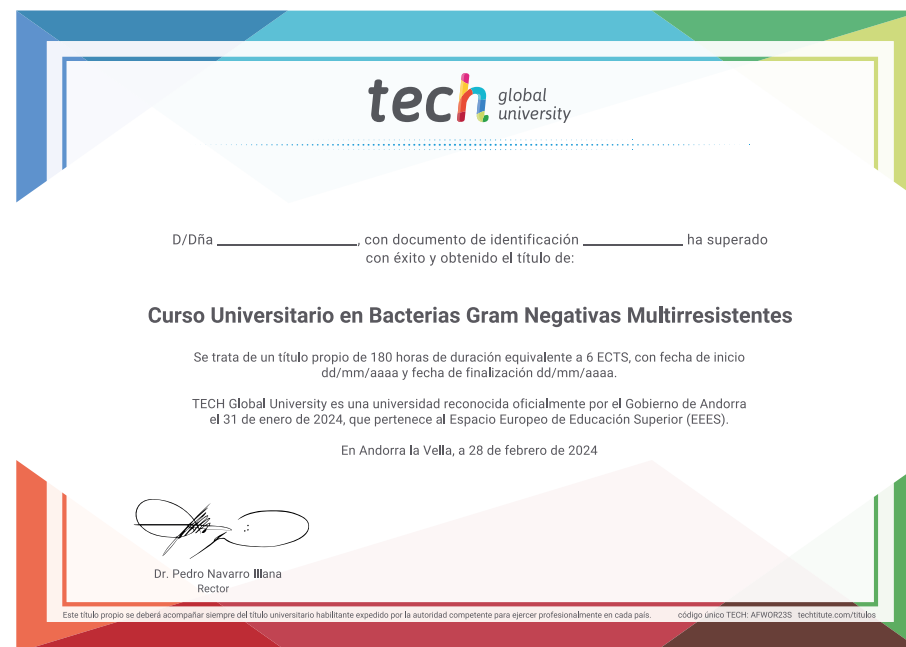 tech global
university
D/Dña ____________________, con documento de identificación ______________ ha superado
con éxito y obtenido el título de:
Curso Universitario en Bacterias Gram Negativas Multirresistentes
Se trata de un título propio de 180 horas de duración equivalente a 6 ECTS, con fecha de inicio
dd/mm/aaaa y fecha de finalización dd/mm/aaaa.
TECH Global University es una universidad reconocida oficialmente por el Gobierno de Andorra
el 31 de enero de 2024, que pertenece al Espacio Europeo de Educación Superior (EEES).
En Andorra la Vella, a 28 de febrero de 2024
Dr. Pedro Navarro Illana
Rector
Este título propio se deberá acompañar siempre del título universitario habilitante expedido por la autoridad competente para ejercer profesionalmente en cada país. código único TECH: AFWOR23S techtitute.com/titulos